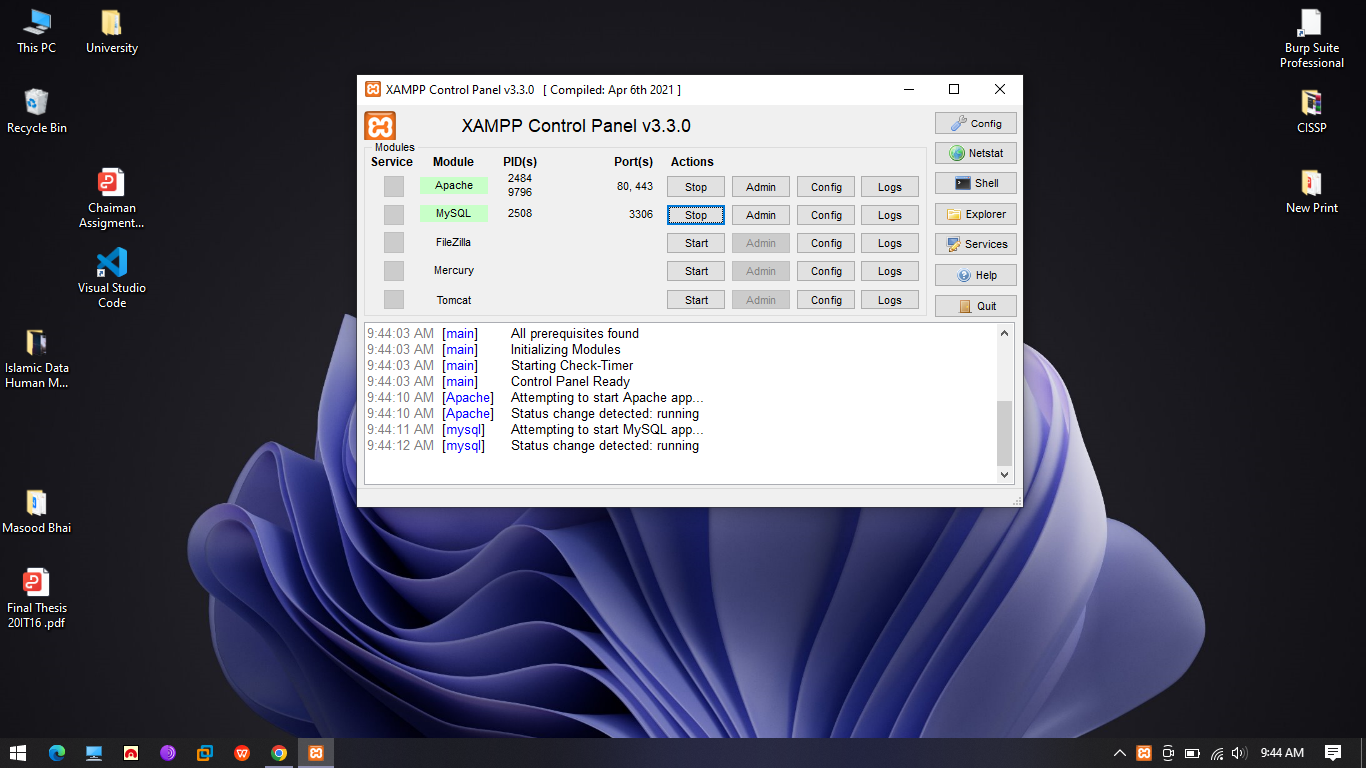 This PC
University
Recycle Bin
Chaiman
Assigment...
Visual Studio
Code
Islamic Data
Human M...
Masood Bhai
Final Thesis
20IT16 .pdf
Burp Suite
Professional
CISSP
New Print
XAMPP Control Panel v3.3.0 [ Compiled: Apr 6th 2021 ]
XAMPP Control Panel v3.3.0
Modules
Service Module PID(s) Port(s) Actions
Apache 2484 9796 80, 443 Stop Admin Config Logs
MySQL 2508 3306 Stop Admin Config Logs
FileZilla Start Admin Config Logs
Mercury Start Admin Config Logs
Tomcat Start Admin Config Logs
Config
Netstat
Shell
Explorer
Services
Help
Quit
9:44:03 AM [main] All prerequisites found
9:44:03 AM [main] Initializing Modules
9:44:03 AM [main] Starting Check-Timer
9:44:03 AM [main] Control Panel Ready
9:44:10 AM [Apache] Attempting to start Apache app...
9:44:10 AM [Apache] Status change detected: running
9:44:11 AM [mysql] Attempting to start MySQL app...
9:44:12 AM [mysql] Status change detected: running
9:44 AM